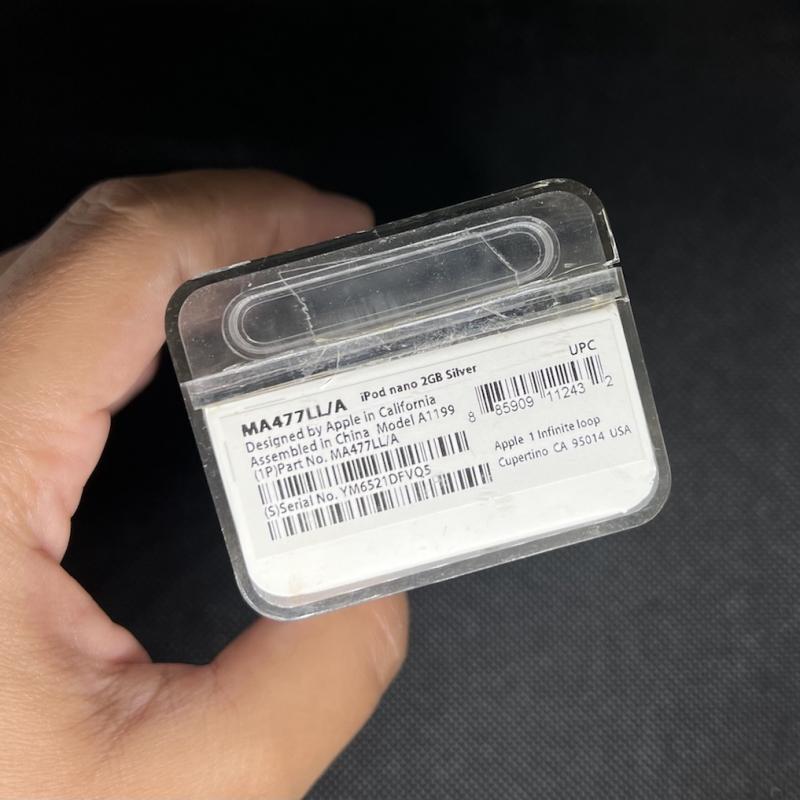 MA477LL/A iPod nano 2GB Silver
Designed by Apple in California
Assembled in China Model A1199
(1P)Part No. MA477LL/A
(S)Serial No. YM6521DFVQ5
UPC
8 85909 11243 2
Apple 1 Infinite loop
Cupertino CA 95014 USA